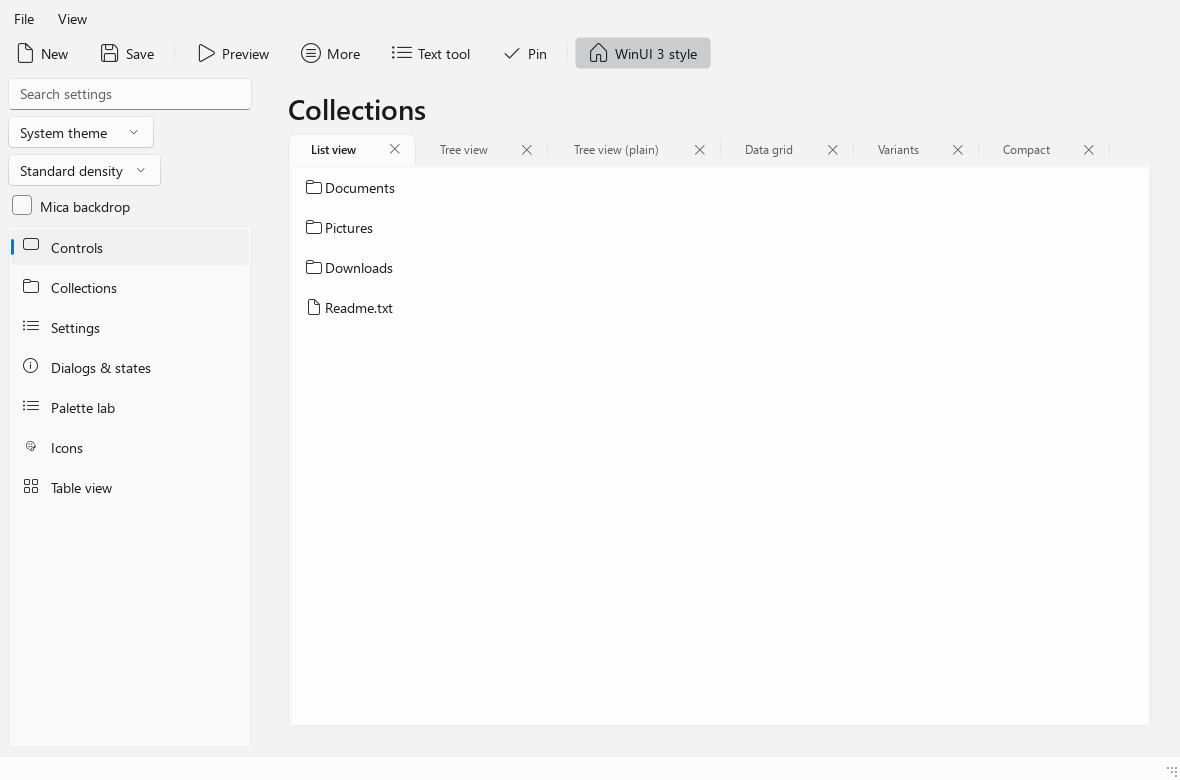 File View
New Save Preview More Text tool Pin WinUI 3 style
Search settings
System theme
Standard density
Mica backdrop
Controls
Collections
Settings
Dialogs & states
Palette lab
Icons
Table view
Collections
List view Tree view Tree view (plain) Data grid Variants Compact
Documents
Pictures
Downloads
Readme.txt